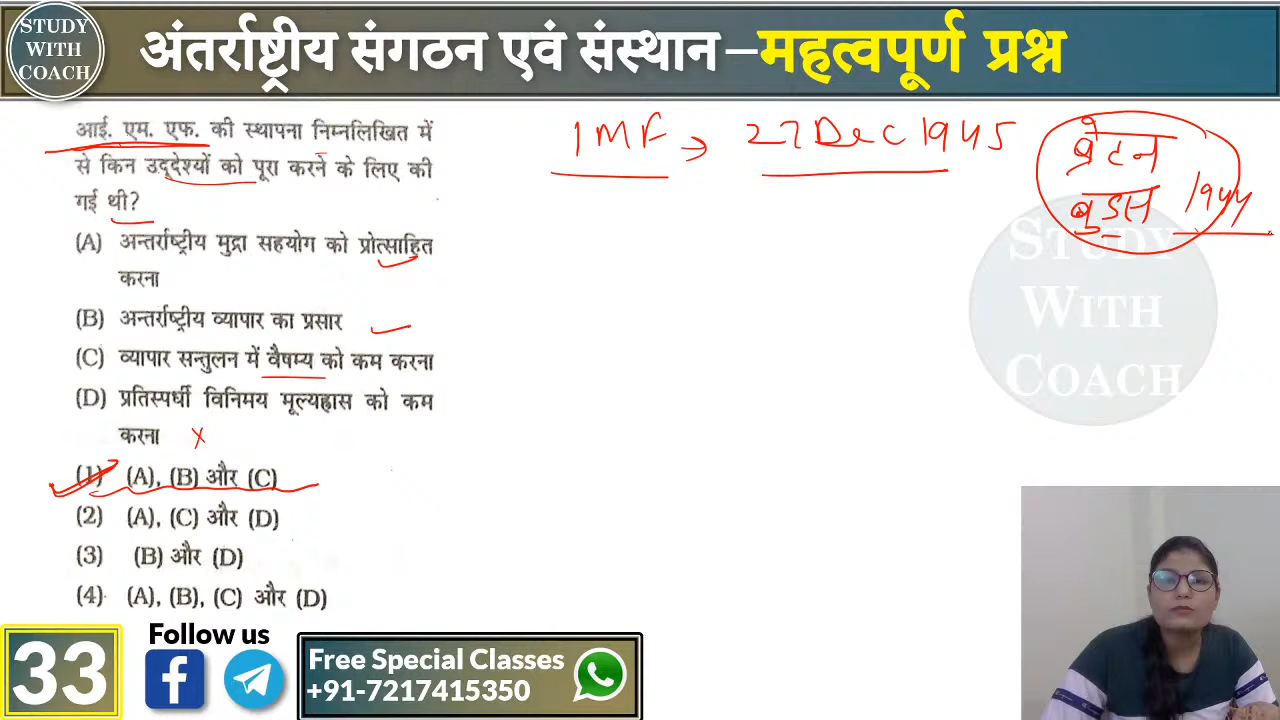 STUDY
WITH
COACH
अंतर्राष्ट्रीय संगठन एवं संस्थान – महत्वपूर्ण प्रश्न
आई. एम. एफ. की स्थापना निम्नलिखित में
से किन उद्देश्यों को पूरा करने के लिए की
गई थी?
(A) अन्तर्राष्ट्रीय मुद्रा सहयोग को प्रोत्साहित
करना
(B) अन्तर्राष्ट्रीय व्यापार का प्रसार
(C) व्यापार सन्तुलन में वैषम्य को कम करना
(D) प्रतिस्पर्धी विनिमय मूल्यह्रास को कम
करना x
(1) (A), (B) और (C)
(2) (A), (C) और (D)
(3) (B) और (D)
(4) (A), (B), (C) और (D)
IMF → 27 Dec 1945
ब्रेटन
वुडस 1944
STUDY
WITH
COACH
33
Follow us
Free Special Classes
+91-7217415350